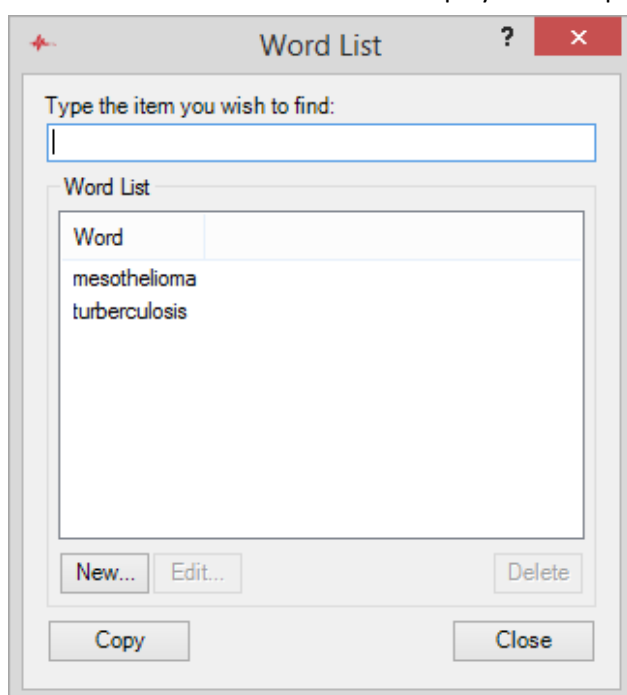 Word List
?
Type the item you wish to find:
Word List
Word
mesothelioma
turberculosis
New... Edit... Delete
Copy Close